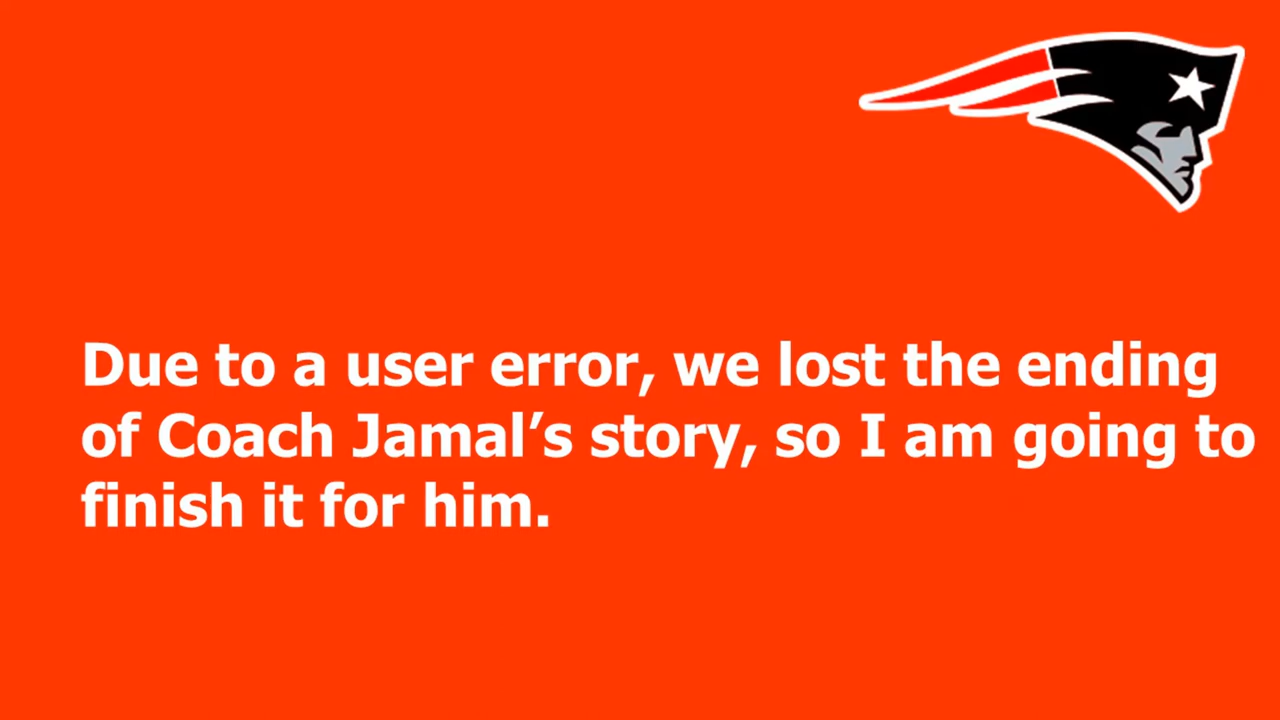 Due to a user error, we lost the ending
of Coach Jamal’s story, so I am going to
finish it for him.